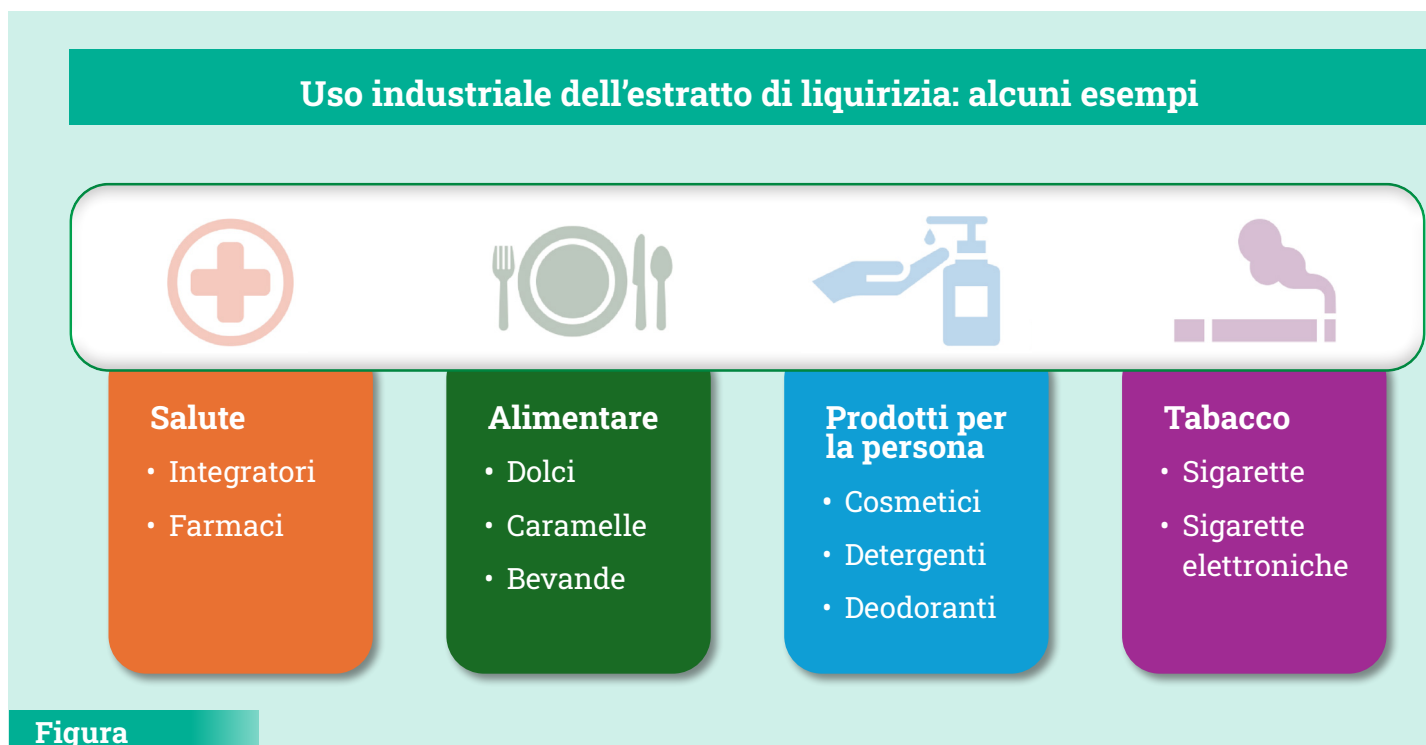 Uso industriale dell’estratto di liquirizia: alcuni esempi
Salute
• Integratori
• Farmaci
Alimentare
• Dolci
• Caramelle
• Bevande
Prodotti per
la persona
• Cosmetici
• Detergenti
• Deodoranti
Tabacco
• Sigarette
• Sigarette
elettroniche
Figura